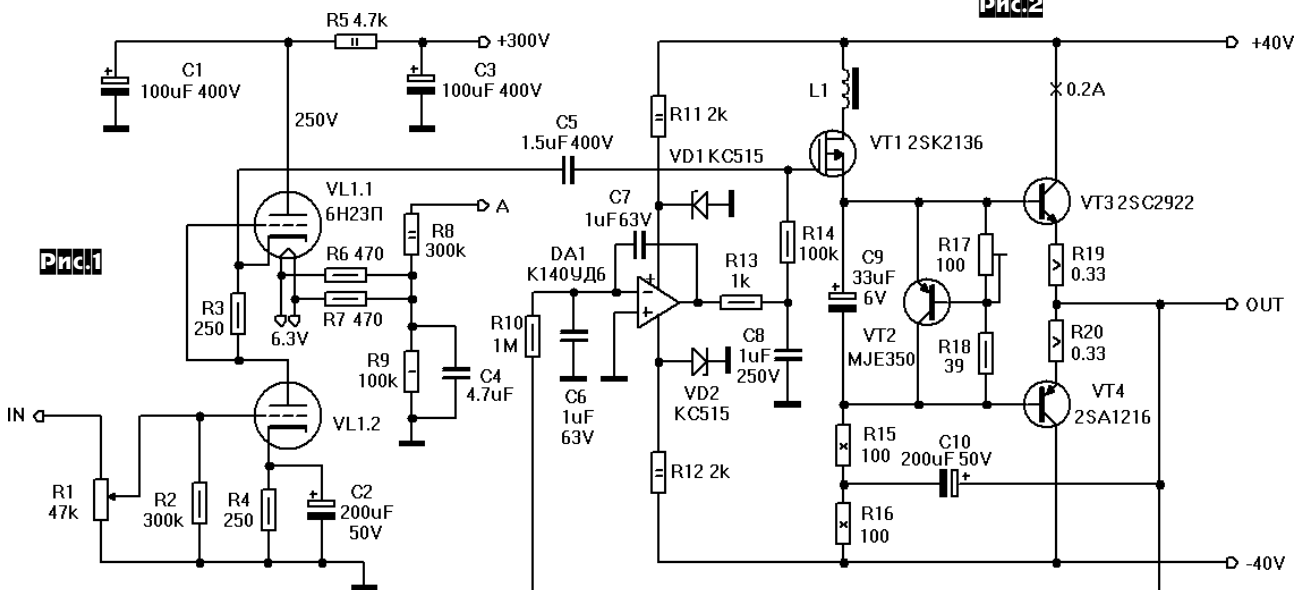 Рис.2
R5 4.7k
+300V
+40V
C1
100uF 400V
C3
100uF 400V
L1
0.2A
R11 2k
250V
C5
1.5uF 400V
VT1 2SK2136
VD1 KC515
VL1.1
6Н23П
C7
1uF 63V
A
R8
300k
R14
100k
VT3 2SC2922
Рис.1
R6 470
R7 470
DA1
К140УД6
R13
1k
C9
33uF
6V
R17
100
R19
0.33
R3
250
6.3V
R10
1M
OUT
R9
100k
C4
4.7uF
C6
1uF
63V
VD2
KC515
C8
1uF
250V
VT2
MJE350
R18
39
R20
0.33
VT4
2SA1216
IN
VL1.2
R15
100
C10
200uF 50V
R1
47k
R2
300k
R4
250
C2
200uF
50V
R12 2k
R16
100
-40V